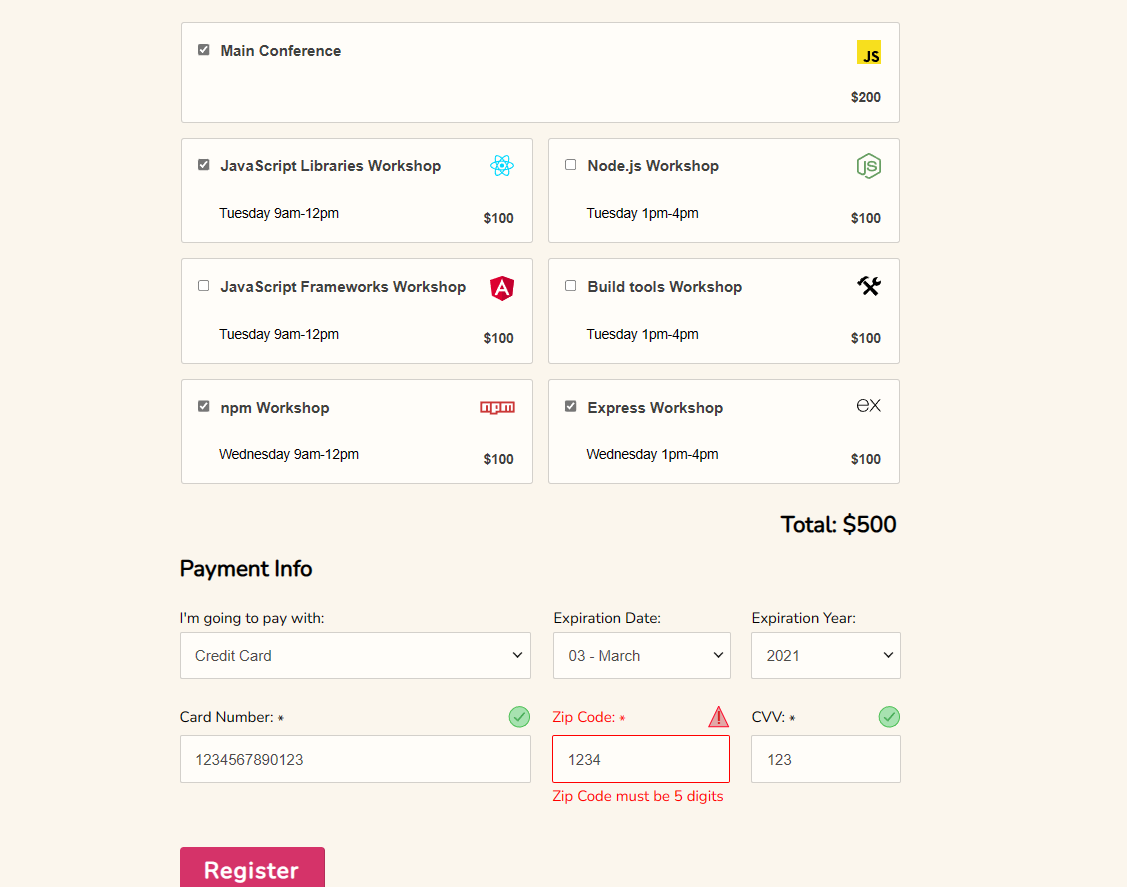 Main Conference
JS
$200
JavaScript Libraries Workshop
Tuesday 9am-12pm
$100
Node.js Workshop
JS
Tuesday 1pm-4pm
$100
JavaScript Frameworks Workshop
A
Tuesday 9am-12pm
$100
Build tools Workshop
Tuesday 1pm-4pm
$100
npm Workshop
npm
Wednesday 9am-12pm
$100
Express Workshop
ex
Wednesday 1pm-4pm
$100
Total: $500
Payment Info
I'm going to pay with:
Credit Card
Expiration Date:
03 - March
Expiration Year:
2021
Card Number: *
1234567890123
Zip Code: *
1234
Zip Code must be 5 digits
CVV: *
123
Register